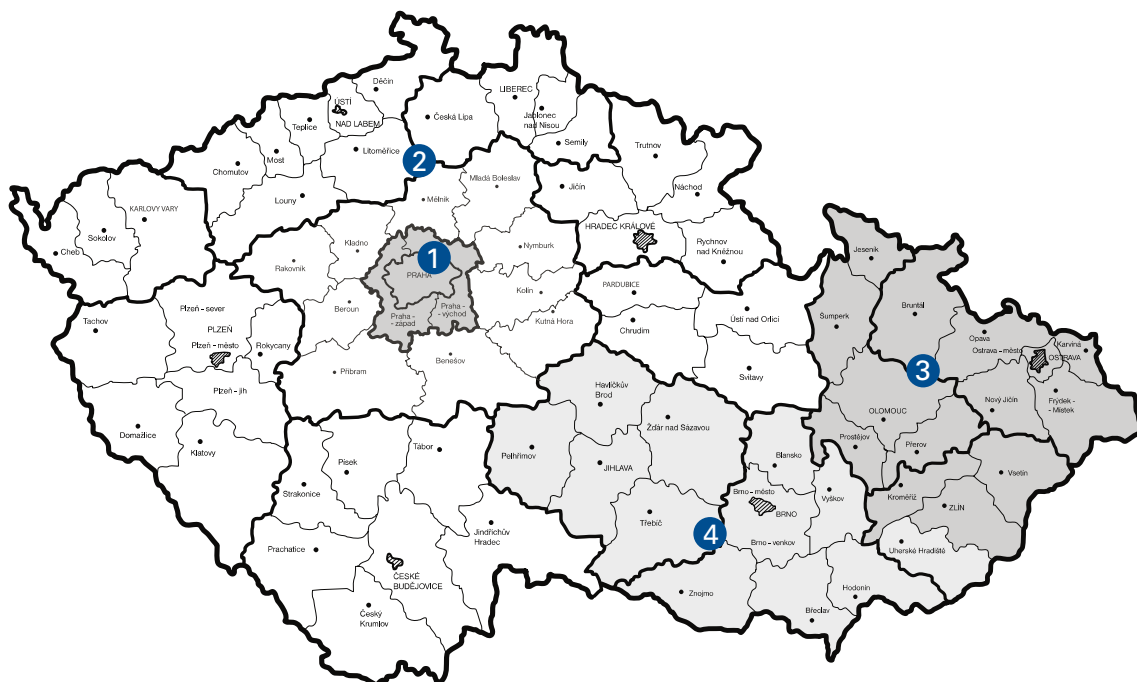 Děčín
ÚSTÍ
NAD LABEM
Teplice
Most
Chomutov
Litoměřice
Louny
2
Česká Lípa
LIBEREC
Jablonec
nad Nisou
Semily
Trutnov
Jičín
Náchod
HRADEC KRÁLOVÉ
Rychnov
nad Kněžnou
Mladá Boleslav
Mělník
KARLOVY VARY
Sokolov
Cheb
Kladno
Rakovník
1
PRAHA
Praha -
- západ
Praha -
- východ
Nymburk
Kolín
Kutná Hora
Beroun
Benešov
Příbram
PARDUBICE
Chrudim
Ústí nad Orlicí
Svitavy
Tachov
Plzeň – sever
PLZEŇ
Plzeň – město
Rokycany
Plzeň – jih
Domažlice
Klatovy
Písek
Tábor
Strakonice
Prachatice
Jindřichův
Hradec
ČESKÉ
BUDĚJOVICE
Český
Krumlov
Havlíčkův
Brod
Pelhřimov
Žďár nad Sázavou
JIHLAVA
Třebíč
4
Znojmo
Blansko
Brno – město
BRNO
Brno – venkov
Vyškov
Hodonín
Břeclav
Uherské Hradiště
Jeseník
Šumperk
Bruntál
Opava
Ostrava – město
Karviná
OSTRAVA
3
Nový Jičín
Frýdek -
- Místek
OLOMOUC
Prostějov
Přerov
Kroměříž
Vsetín
ZLÍN